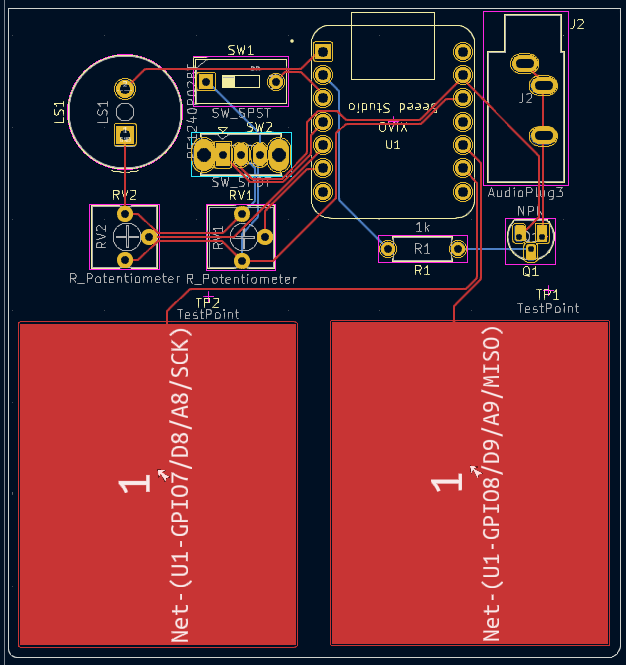 J2
SW1
LS1
LS1
PS1240P02BT
SW_SPST
SW2
Seeed Studio
XIAO
U1
J2
SW_SPDT
RV2
RV1
AudioPlug3
NPN
RV2
RV1
1k
R1
R_Potentiometer
R_Potentiometer
R1
Q1
TP2
TestPoint
TP1
TestPoint
1
Net-(U1-GPIO7/D8/A8/SCK)
1
Net-(U1-GPIO8/D9/A9/MISO)